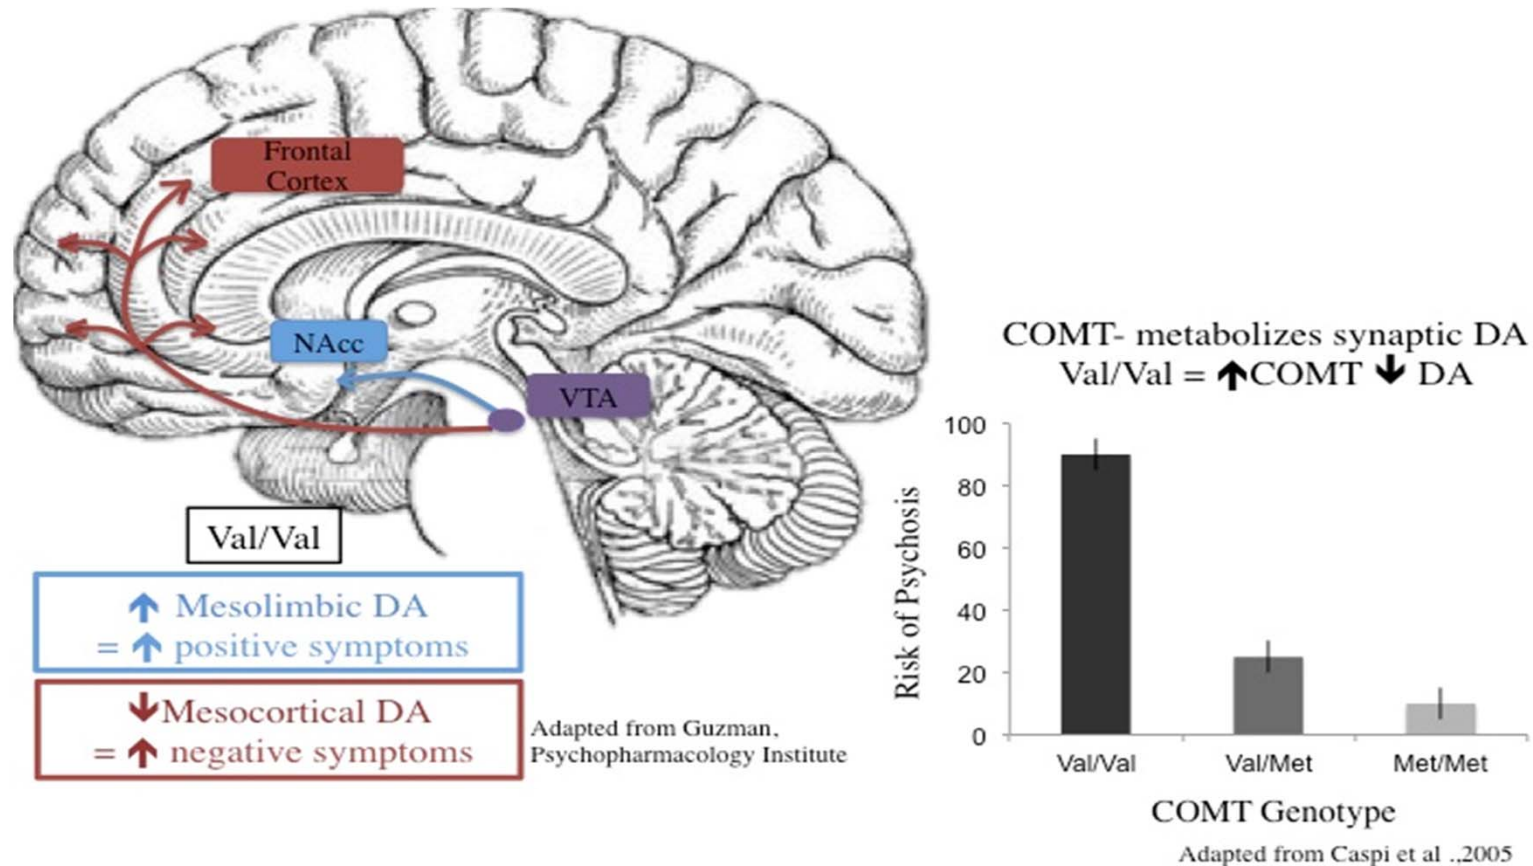 Frontal
Cortex
NAcc
VTA
Val/Val
↑ Mesolimbic DA
= ↑ positive symptoms
↓Mesocortical DA
= ↑ negative symptoms
Adapted from Guzman,
Psychopharmacology Institute
COMT- metabolizes synaptic DA
Val/Val = ↑COMT ↓ DA
Risk of Psychosis
100
80
60
40
20
0
Val/Val Val/Met Met/Met
COMT Genotype
Adapted from Caspi et al .,2005